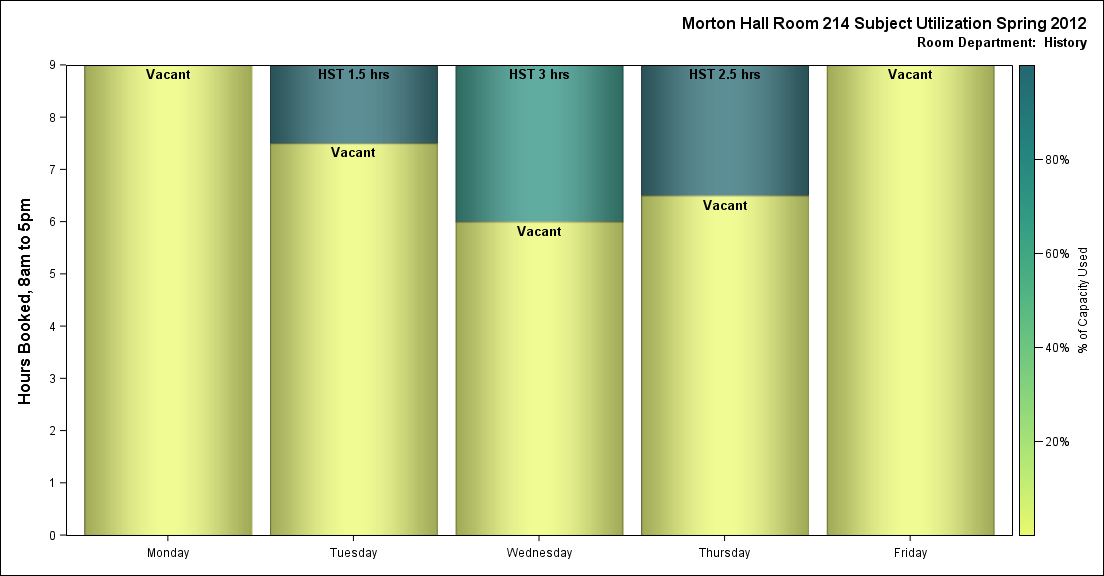 Morton Hall Room 214 Subject Utilization Spring 2012
Room Department:  History
Hours Booked, 8am to 5pm
9
8
7
6
5
4
3
2
1
0
Vacant
HST 1.5 hrs
Vacant
HST 3 hrs
Vacant
HST 2.5 hrs
Vacant
Vacant
Monday
Tuesday
Wednesday
Thursday
Friday
80%
60%
40%
20%
% of Capacity Used